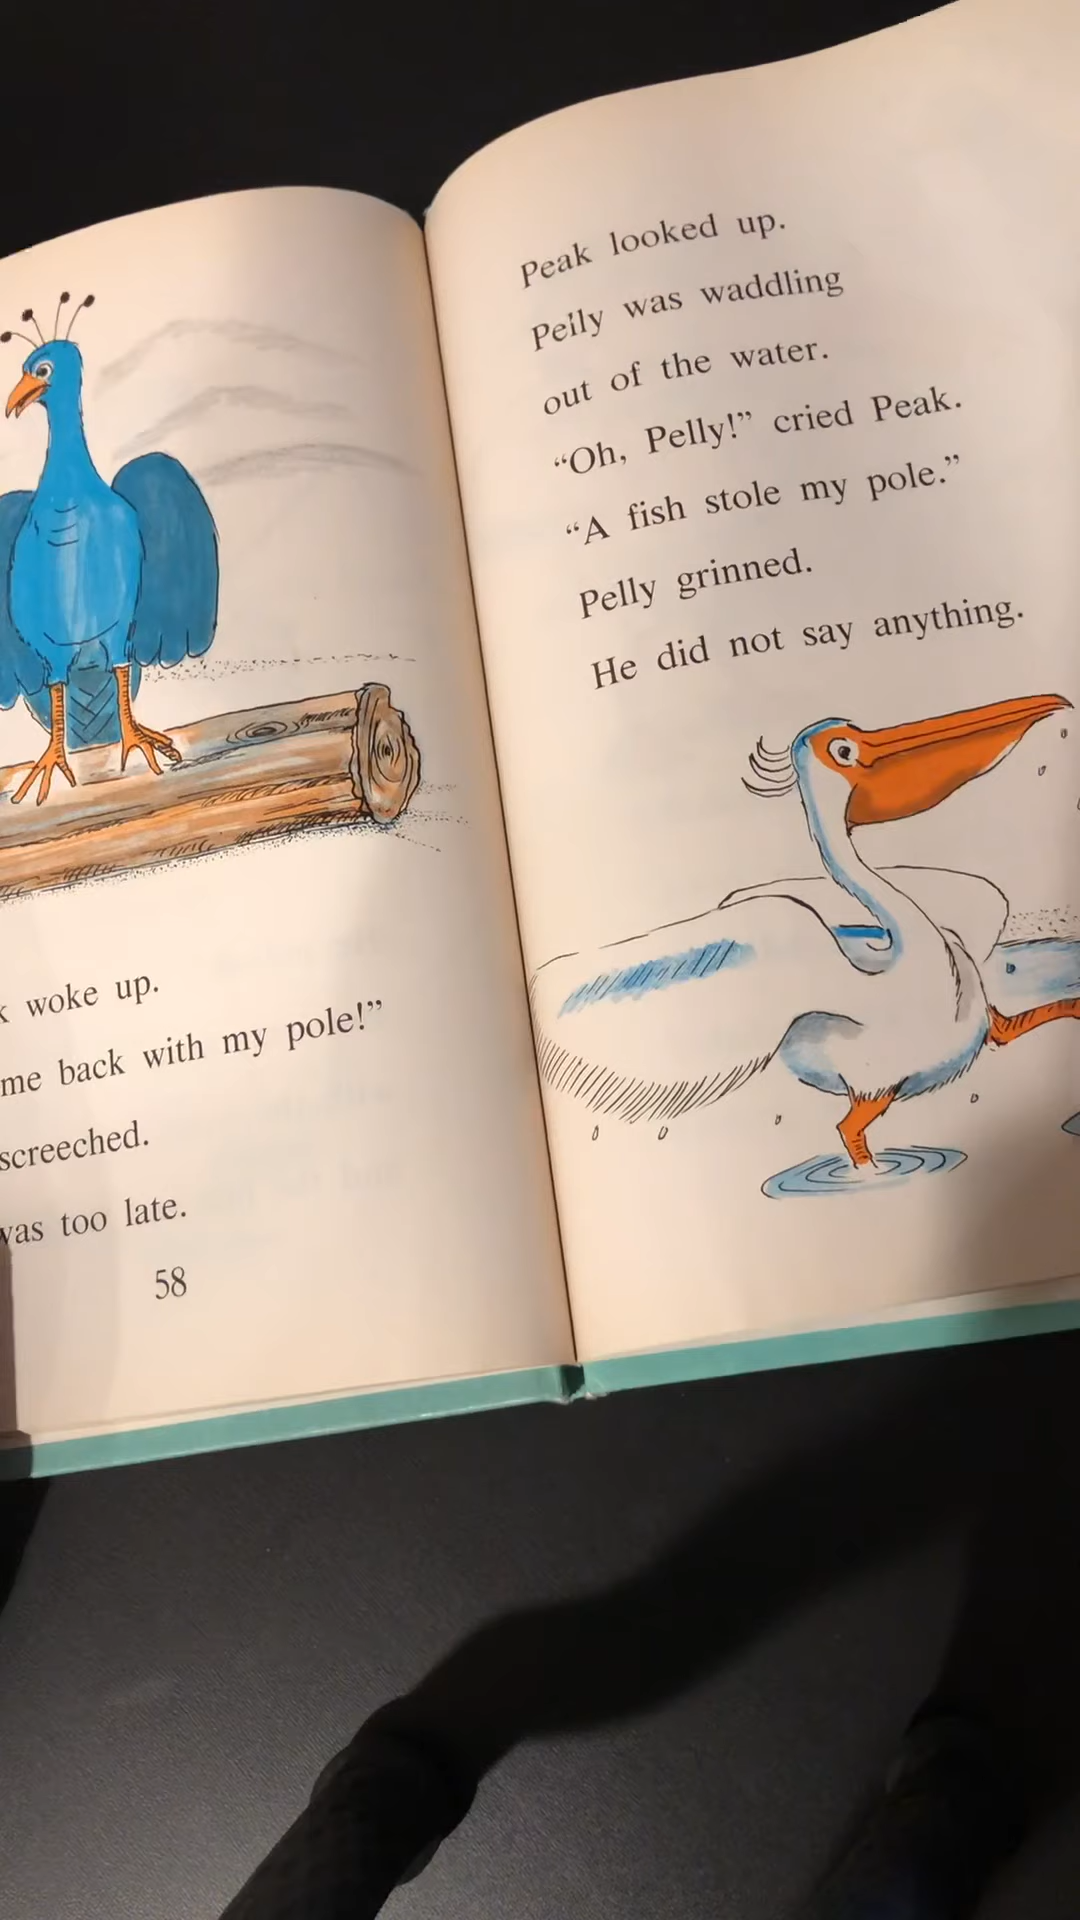 woke up.
me back with my pole!”
screeched.
was too late.
58
Peak looked up.
Pelly was waddling
out of the water.
“Oh, Pelly!” cried Peak.
“A fish stole my pole.”
Pelly grinned.
He did not say anything.